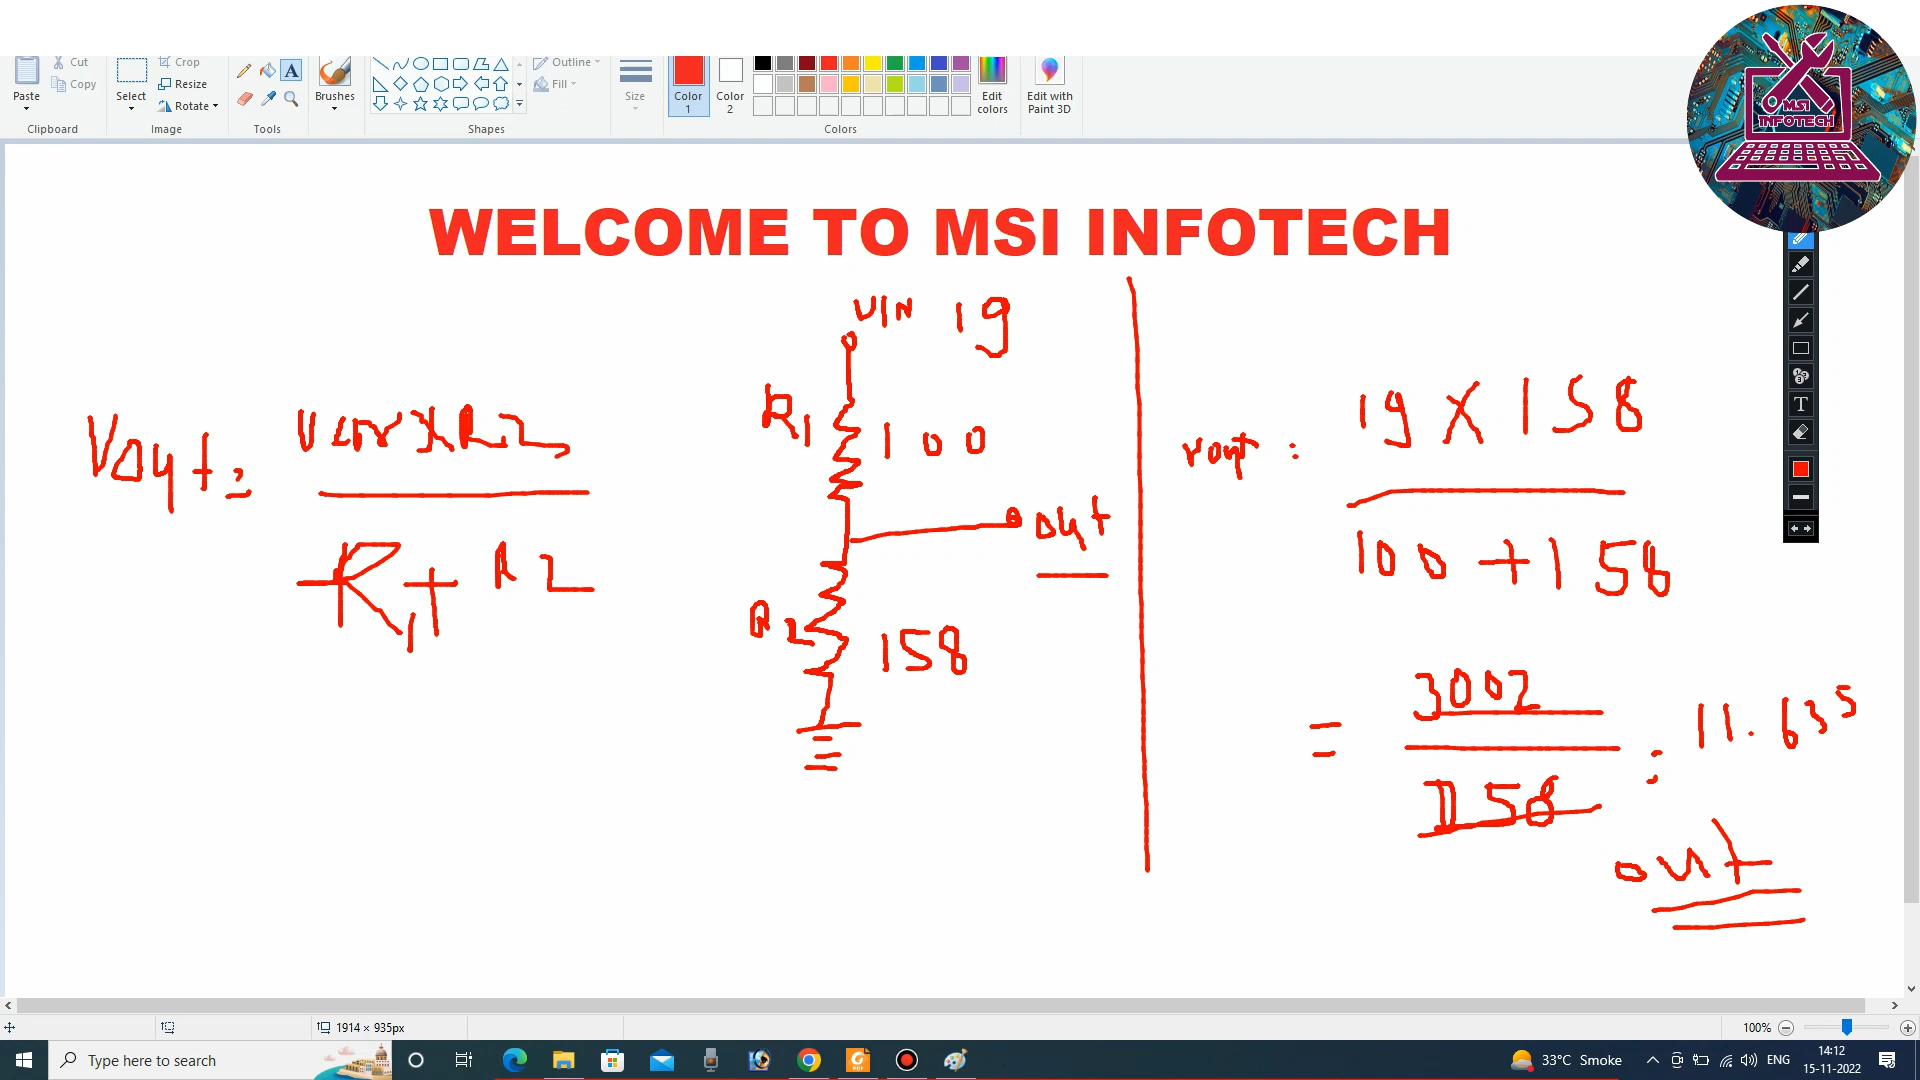 Cut
Copy
Paste
Clipboard
Select
Crop
Resize
Rotate
Image
A
Tools
Brushes
Outline
Fill
Shapes
Size
Color 1
Color 2
Edit colors
Colors
Edit with Paint 3D
MSI INFOTECH
WELCOME TO MSI INFOTECH
VIN 19
R1 100
out
R2 158
Vout =
R1 + R2
Vout :
19 X 158
100 + 158
= 3002
: 11.635
out
T
1914 × 935px
100%
Type here to search
33°C Smoke
ENG
14:12
15-11-2022